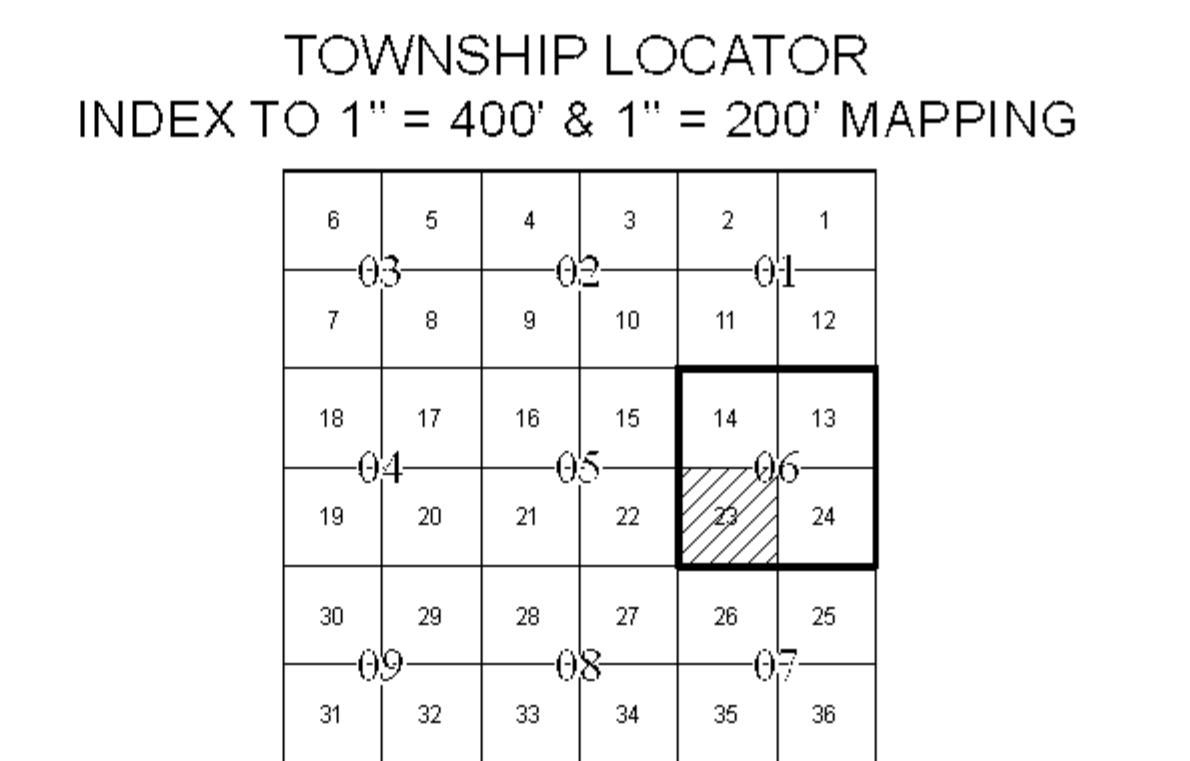 TOWNSHIP LOCATOR
INDEX TO 1" = 400' & 1" = 200' MAPPING
6 5 4 3 2 1
03 02 01
7 8 9 10 11 12
18 17 16 15 14 13
04 05 06
19 20 21 22 23 24
30 29 28 27 26 25
09 08 07
31 32 33 34 35 36